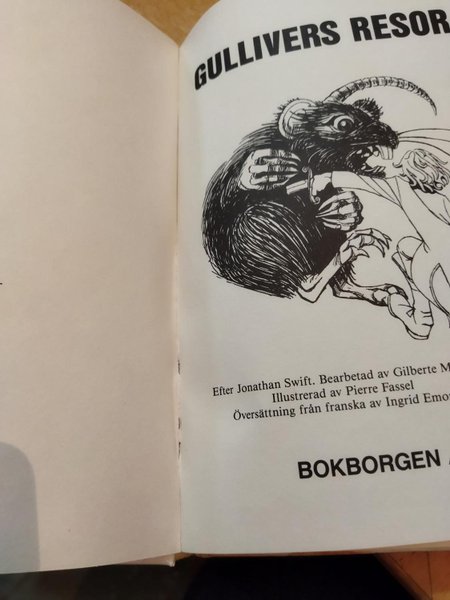 GULLIVERS RESOR
Efter Jonathan Swift. Bearbetad av Gilberte
Illustrerad av Pierre Fassel
Översättning från franska av Ingrid
BOKBORGEN